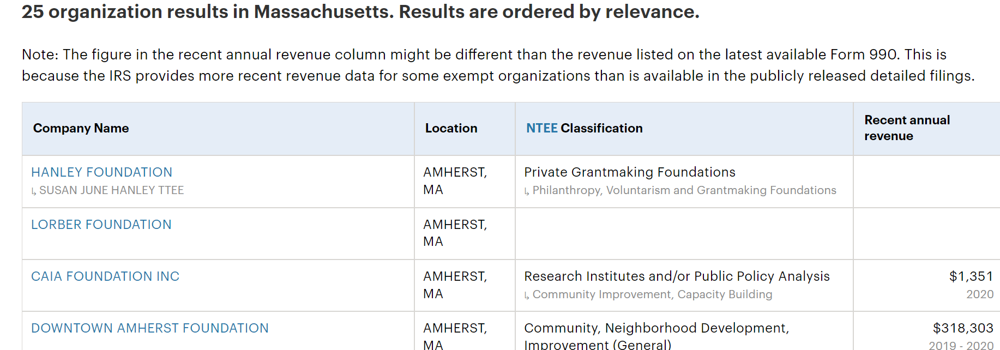 25 organization results in Massachusetts. Results are ordered by relevance.
Note: The figure in the recent annual revenue column might be different than the revenue listed on the latest available Form 990. This is
because the IRS provides more recent revenue data for some exempt organizations than is available in the publicly released detailed filings.
Company Name
Location
NTEE Classification
Recent annual
revenue
HANLEY FOUNDATION
↳ SUSAN JUNE HANLEY TTEE
AMHERST,
MA
Private Grantmaking Foundations
↳ Philanthropy, Voluntarism and Grantmaking Foundations
LORBER FOUNDATION
AMHERST,
MA
CAIA FOUNDATION INC
AMHERST,
MA
Research Institutes and/or Public Policy Analysis
↳ Community Improvement, Capacity Building
$1,351
2020
DOWNTOWN AMHERST FOUNDATION
AMHERST,
MA
Community, Neighborhood Development,
Improvement (General)
$318,303
2019 - 2020